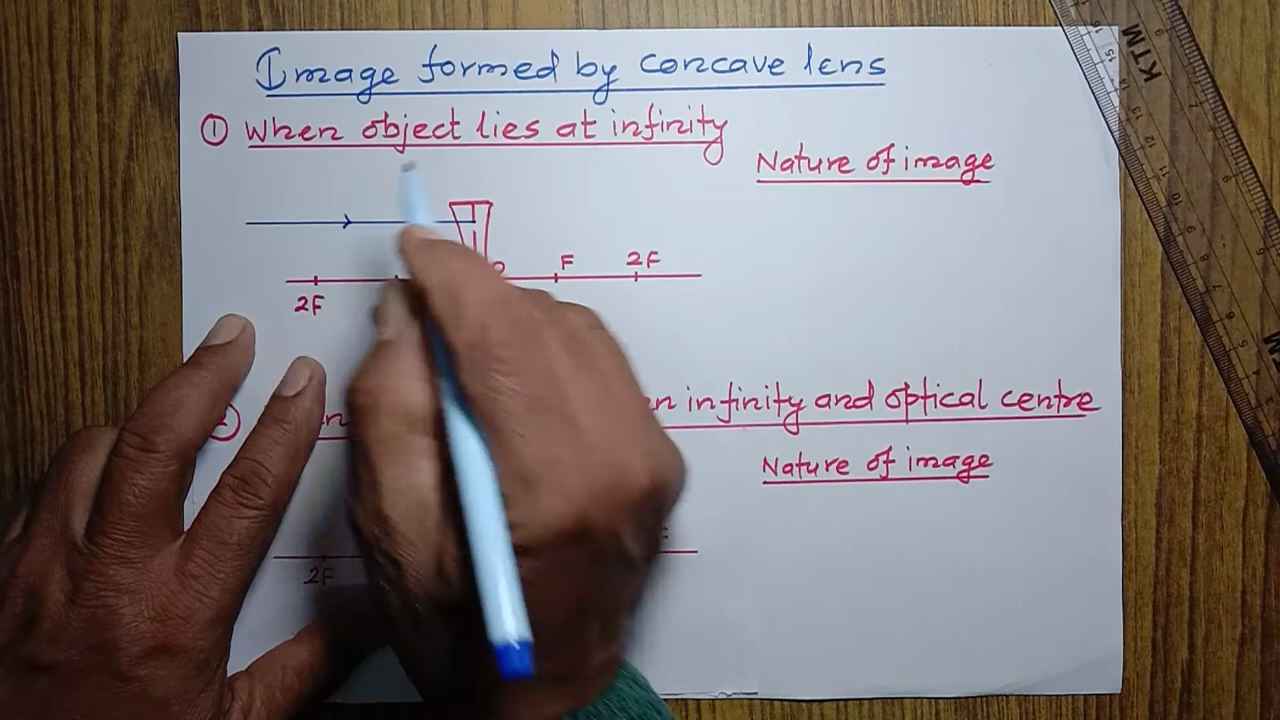 Image formed by concave lens
① When object lies at infinity
Nature of image
F 2F
2F
② infinity and optical centre
Nature of image
2F
KTM